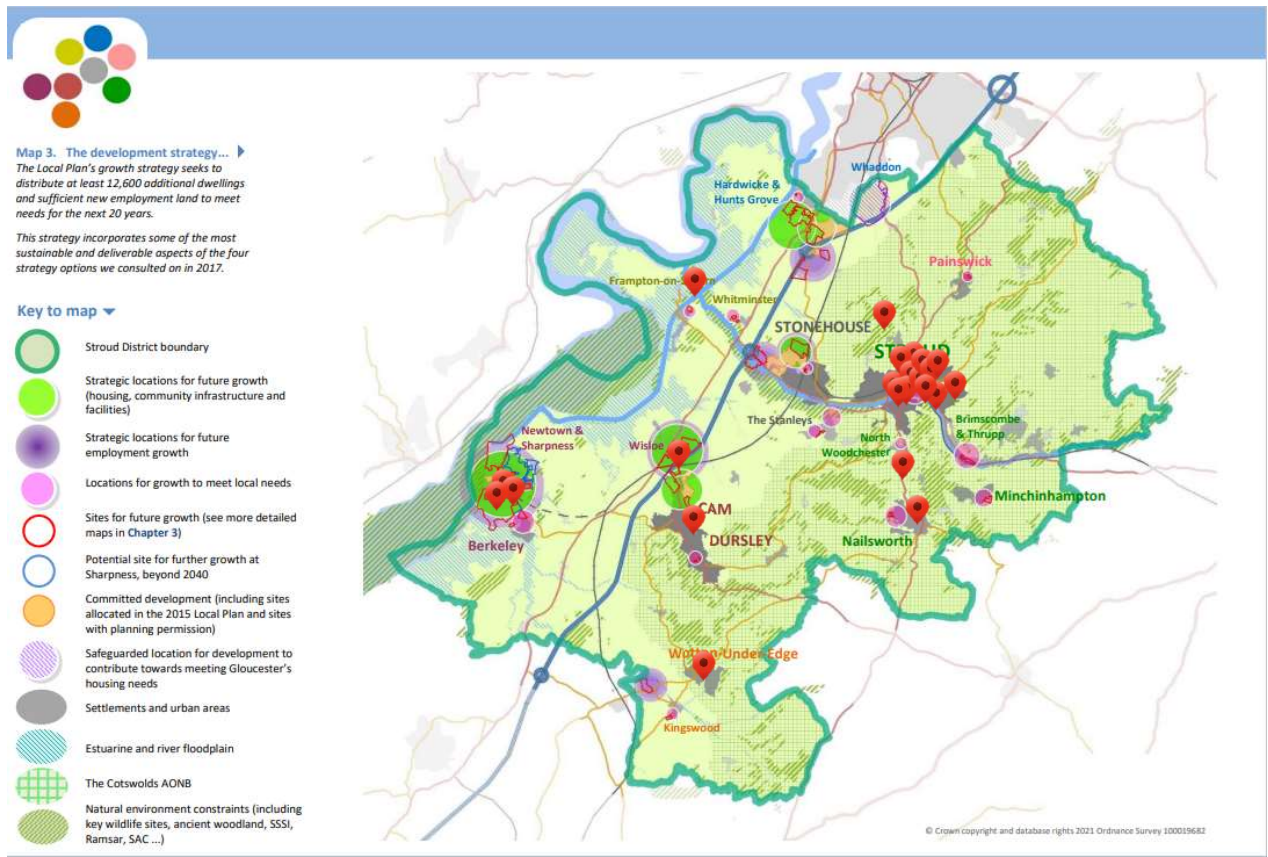 Map 3. The development strategy...
The Local Plan's growth strategy seeks to
distribute at least 12,600 additional dwellings
and sufficient new employment land to meet
needs for the next 20 years.
This strategy incorporates some of the most
sustainable and deliverable aspects of the four
strategy options we consulted on in 2017.
Key to map
Stroud District boundary
Strategic locations for future growth
(housing, community infrastructure and
facilities)
Strategic locations for future
employment growth
Locations for growth to meet local needs
Sites for future growth (see more detailed
maps in Chapter 3)
Potential site for further growth at
Sharpness, beyond 2040
Committed development (including sites
allocated in the 2015 Local Plan and sites
with planning permission)
Safeguarded location for development to
contribute towards meeting Gloucester's
housing needs
Settlements and urban areas
Estuarine and river floodplain
The Cotswolds AONB
Natural environment constraints (including
key wildlife sites, ancient woodland, SSSI,
Ramsar, SAC ...)
Whaddon
Hardwicke &
Hunts Grove
Painswick
Whitminster
STONEHOUSE
The Stanleys
Brimscombe
& Thrupp
North
Woodchester
Newtown &
Sharpness
Wisloe
Minchinhampton
CAM
DURSLEY
Nailsworth
Berkeley
Kingswood
© Crown copyright and database rights 2021 Ordnance Survey 100019682